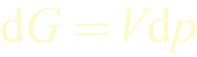 dG = Vdp